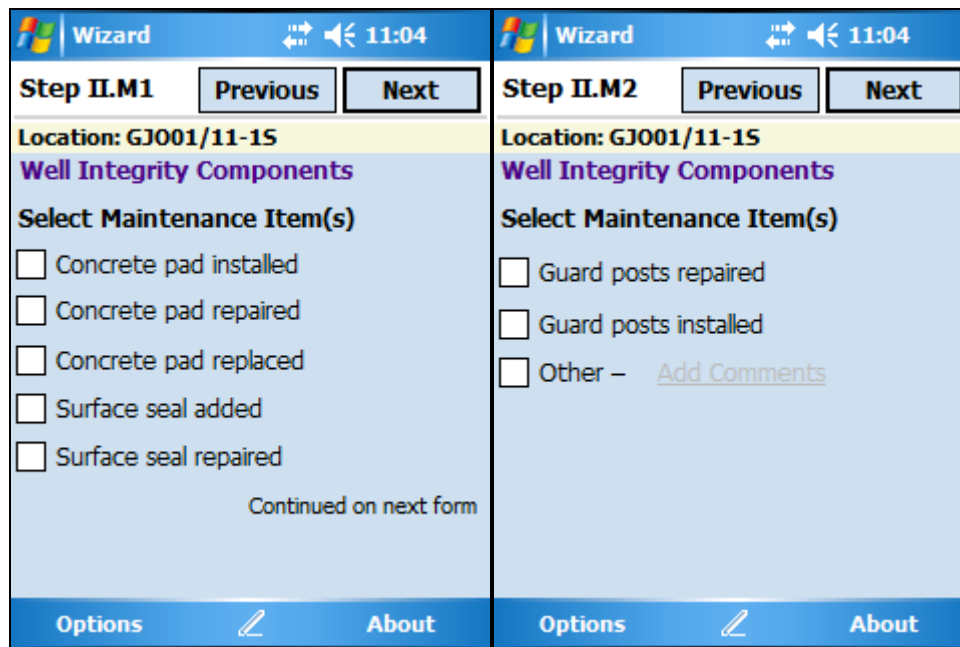 Wizard 11:04
Step II.M1 Previous Next
Location: GJO01/11-1S
Well Integrity Components
Select Maintenance Item(s)
Concrete pad installed
Concrete pad repaired
Concrete pad replaced
Surface seal added
Surface seal repaired
Continued on next form
Options About
Wizard 11:04
Step II.M2 Previous Next
Location: GJO01/11-1S
Well Integrity Components
Select Maintenance Item(s)
Guard posts repaired
Guard posts installed
Other – Add Comments
Options About